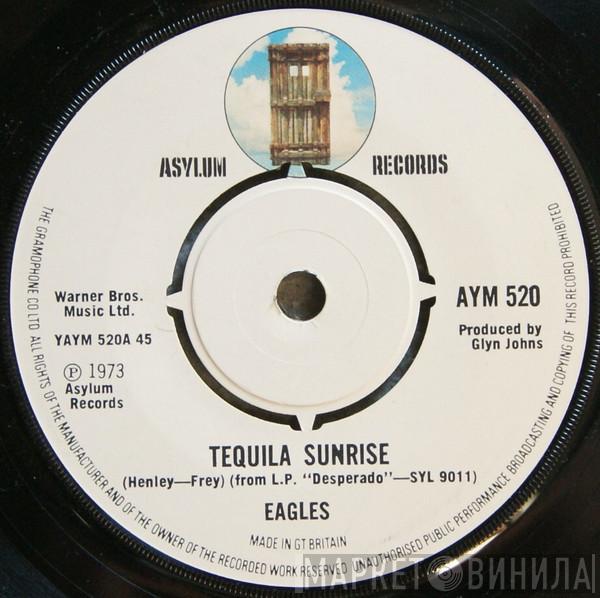 ASYLUM RECORDS
Warner Bros.
Music Ltd.
YAYM 520A 45
Ⓟ 1973
Asylum
Records
AYM 520
Produced by
Glyn Johns
TEQUILA SUNRISE
(Henley—Frey) (from L.P. "Desperado"—SYL 9011)
EAGLES
MADE IN GT BRITAIN
THE GRAMOPHONE CO LTD ALL RIGHTS OF THE MANUFACTURER AND OF THE OWNER OF THE RECORDED WORK RESERVED UNAUTHORISED PUBLIC PERFORMANCE BROADCASTING AND COPYING OF THIS RECORD PROHIBITED
МАРКЕТ ВИНИЛА